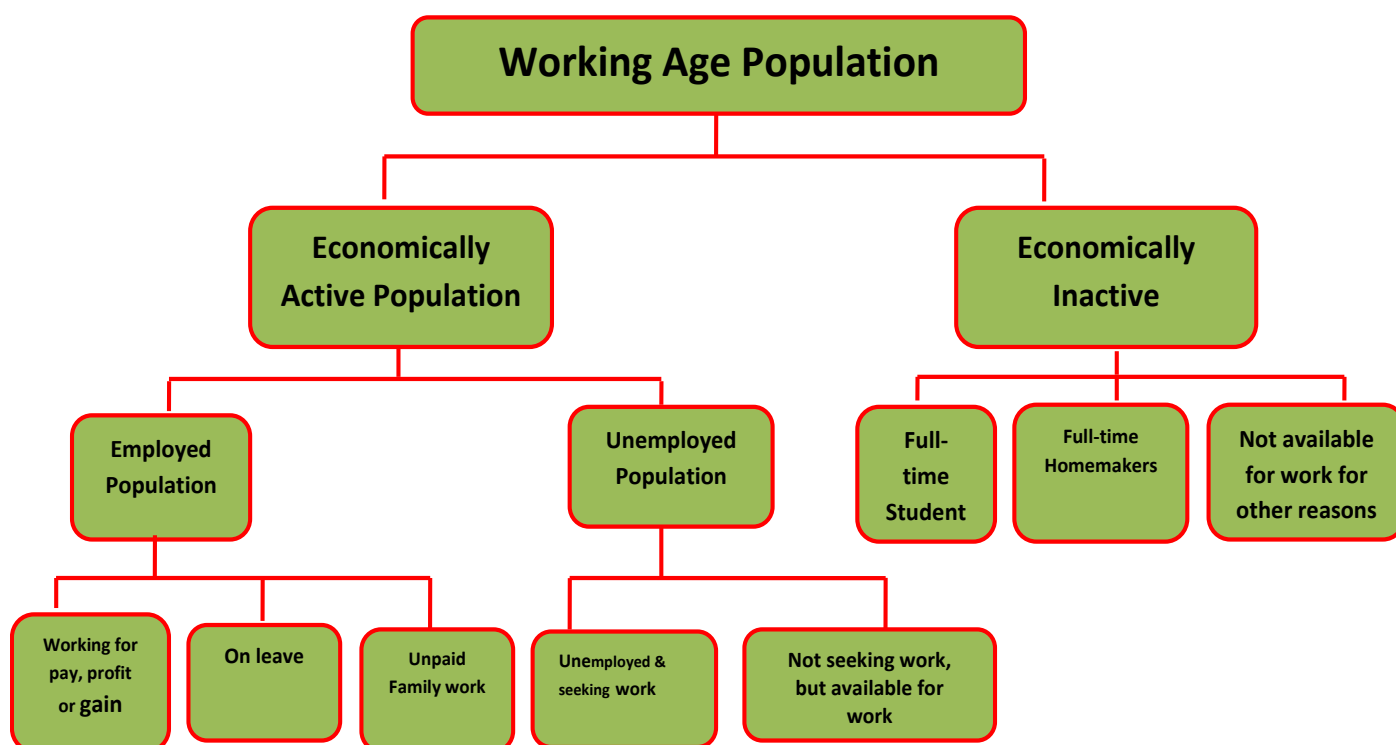 Working Age Population
Economically
Active Population
Economically
Inactive
Employed
Population
Unemployed
Population
Full-
time
Student
Full-time
Homemakers
Not available
for work for
other reasons
Working for
pay, profit
or gain
On leave
Unpaid
Family work
Unemployed &
seeking work
Not seeking work,
but available for
work